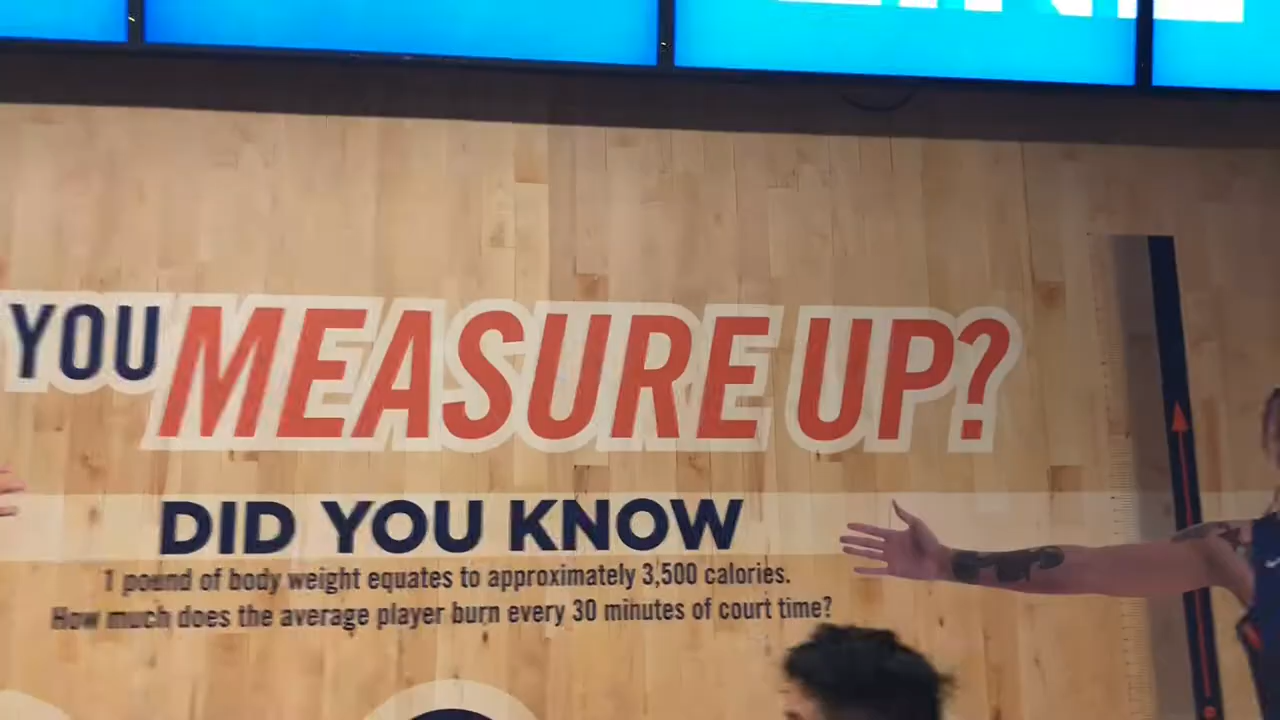 YOU MEASURE UP?
DID YOU KNOW
1 pound of body weight equates to approximately 3,500 calories.
How much does the average player burn every 30 minutes of court time?